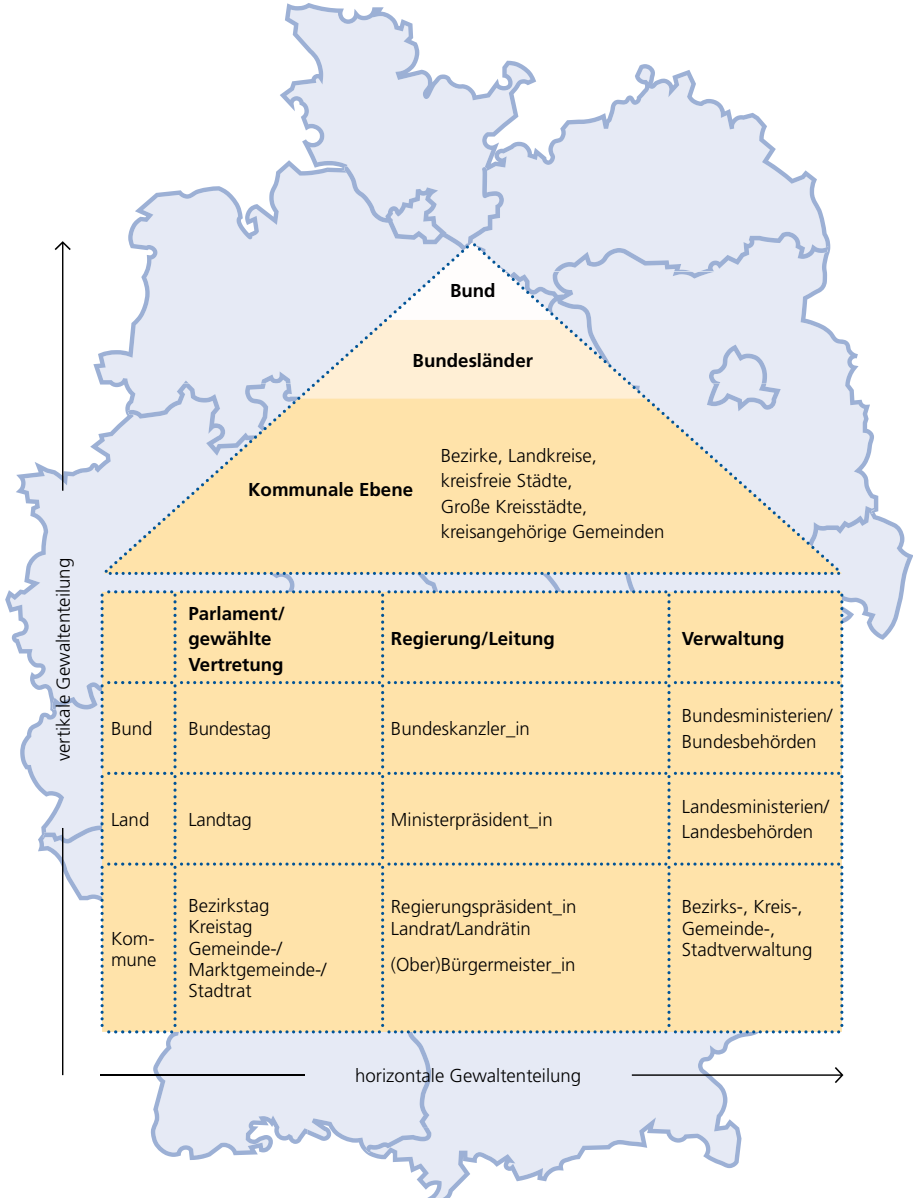 Bund
Bundesländer
Kommunale Ebene
Bezirke, Landkreise,
kreisfreie Städte,
Große Kreisstädte,
kreisangehörige Gemeinden
vertikale Gewaltenteilung
Parlament/
gewählte
Vertretung
Regierung/Leitung
Verwaltung
Bund
Bundestag
Bundeskanzler_in
Bundesministerien/
Bundesbehörden
Land
Landtag
Ministerpräsident_in
Landesministerien/
Landesbehörden
Kom-
mune
Bezirkstag
Kreistag
Gemeinde-/
Marktgemeinde-/
Stadtrat
Regierungspräsident_in
Landrat/Landrätin
(Ober)Bürgermeister_in
Bezirks-, Kreis-,
Gemeinde-,
Stadtverwaltung
horizontale Gewaltenteilung